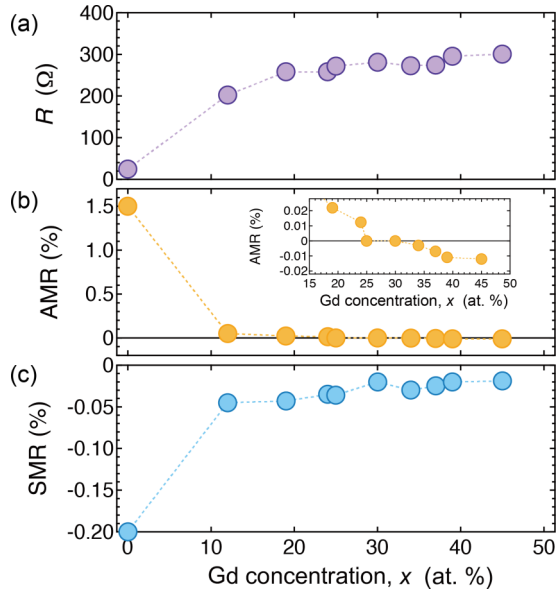 (a)
400
300
200
100
0
R (Ω)
(b)
1.5
1.0
0.5
0
AMR (%)
0.02
0.01
0
-0.01
-0.02
AMR (%)
15 20 25 30 35 40 45 50
Gd concentration, x (at. %)
(c)
0
-0.05
-0.10
-0.15
-0.20
SMR (%)
0 10 20 30 40 50
Gd concentration, x (at. %)